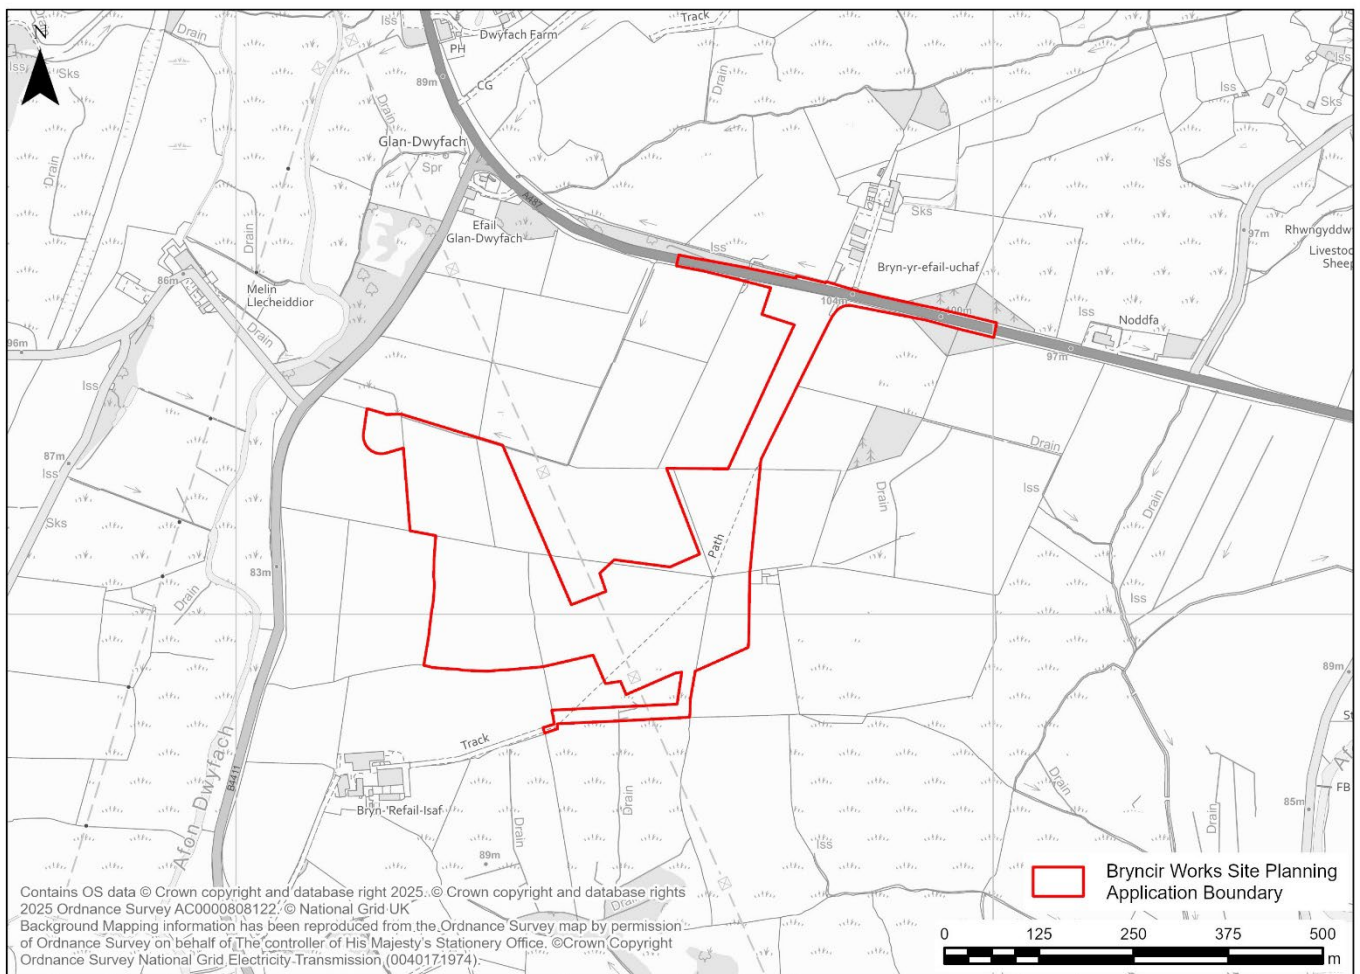 N
Drain
Iss
Track
Dwyfach Farm
PH
Iss
Sks
89m
Drain
CG
Iss
Iss
Sks
Glan-Dwyfach
Spr
Drain
A487
Iss
Sks
Efail
Glan-Dwyfach
Iss
97m
Rhwngyddw
Livestoc
Sheep
Drain
86m
Melin
Llecheiddior
Drain
Bryn-yr-efail-uchaf
104m
100m
Iss
Noddfa
97m
96m
Iss
87m
Iss
Drain
Drain
Iss
Drain
Sks
Path
83m
Drain
Iss
89m
St
Afon Dwyfach
B4411
Track
Bryn-'Refail-Isaf
Drain
Drain
Drain
Drain
Af
FB
85m
Iss
89m
Drain
Contains OS data © Crown copyright and database right 2025. © Crown copyright and database rights
2025 Ordnance Survey AC0000808122. © National Grid UK
Background Mapping information has been reproduced from the Ordnance Survey map by permission
of Ordnance Survey on behalf of The controller of His Majesty's Stationery Office. ©Crown Copyright
Ordnance Survey National Grid Electricity Transmission (0040171974).
Bryncir Works Site Planning
Application Boundary
0 125 250 375 500
m